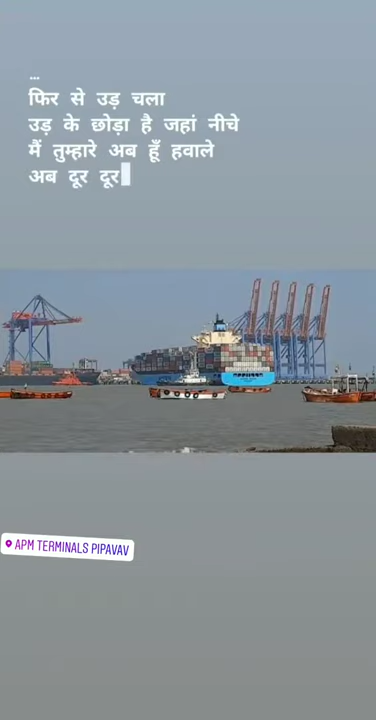 ...
फिर से उड़ चला
उड़ के छोड़ा है जहां नीचे
मैं तुम्हारे अब हूँ हवाले
अब दूर दूर
APM TERMINALS PIPAVAV